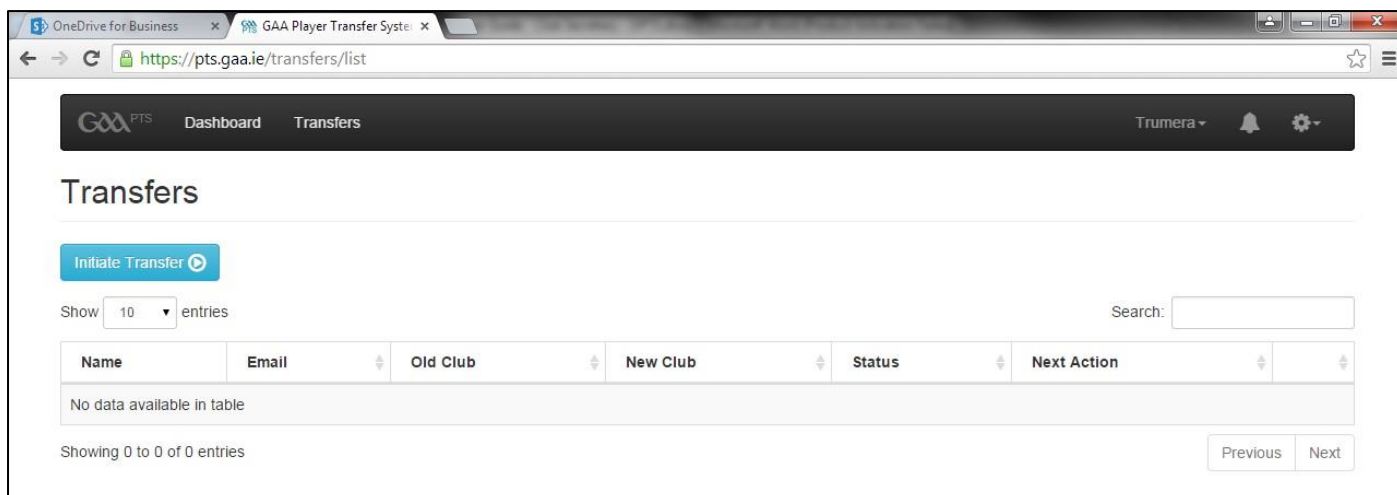 OneDrive for Business × GAA Player Transfer Syste ×
https://pts.gaa.ie/transfers/list
GAA PTS Dashboard Transfers Trumera
Transfers
Initiate Transfer
Show 10 entries Search:
Name Email Old Club New Club Status Next Action
No data available in table
Showing 0 to 0 of 0 entries Previous Next